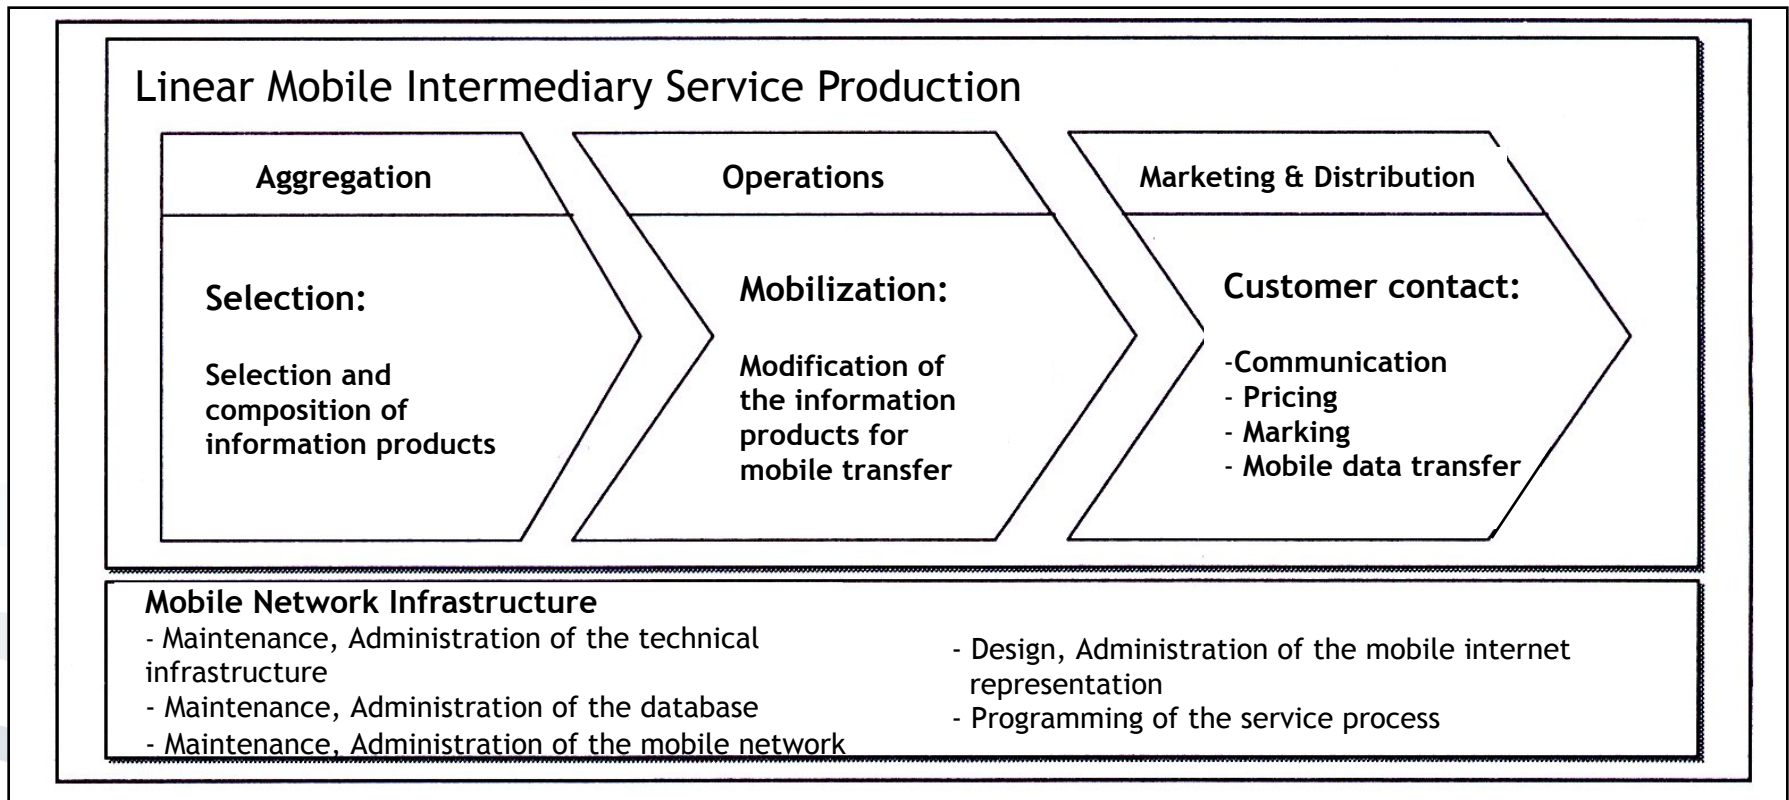 Linear Mobile Intermediary Service Production
Aggregation
Selection:
Selection and
composition of
information products
Operations
Mobilization:
Modification of
the information
products for
mobile transfer
Marketing & Distribution
Customer contact:
-Communication
- Pricing
- Marking
- Mobile data transfer
Mobile Network Infrastructure
- Maintenance, Administration of the technical
infrastructure
- Maintenance, Administration of the database
- Maintenance, Administration of the mobile network
- Design, Administration of the mobile internet
representation
- Programming of the service process